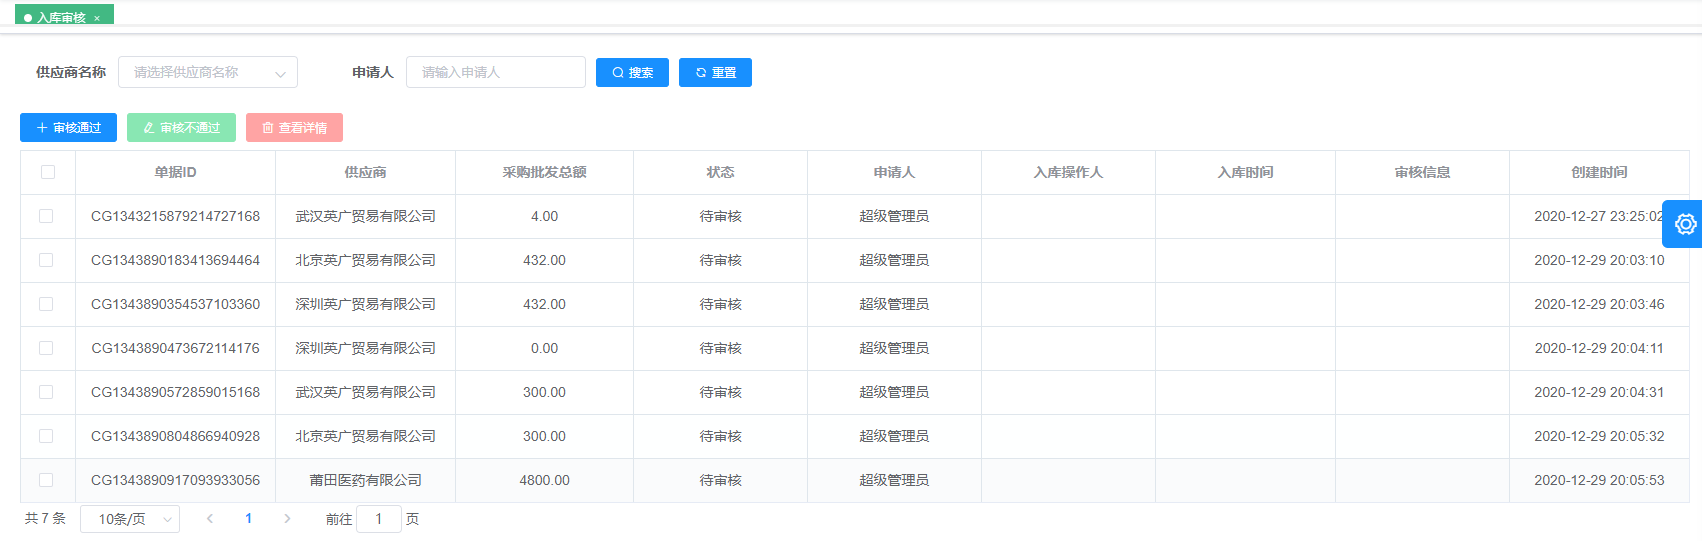 入库审核 ×
供应商名称 请选择供应商名称 申请人 请输入申请人 搜索 重置
审核通过 审核不通过 查看详情
单据ID 供应商 采购批发总额 状态 申请人 入库操作人 入库时间 审核信息 创建时间
CG1343215879214727168 武汉英广贸易有限公司 4.00 待审核 超级管理员 2020-12-27 23:25:02
CG1343890183413694464 北京英广贸易有限公司 432.00 待审核 超级管理员 2020-12-29 20:03:10
CG1343890354537103360 深圳英广贸易有限公司 432.00 待审核 超级管理员 2020-12-29 20:03:46
CG1343890473672114176 深圳英广贸易有限公司 0.00 待审核 超级管理员 2020-12-29 20:04:11
CG1343890572859015168 武汉英广贸易有限公司 300.00 待审核 超级管理员 2020-12-29 20:04:31
CG1343890804866940928 北京英广贸易有限公司 300.00 待审核 超级管理员 2020-12-29 20:05:32
CG1343890917093933056 莆田医药有限公司 4800.00 待审核 超级管理员 2020-12-29 20:05:53
共 7 条 10条/页 1 前往 1 页